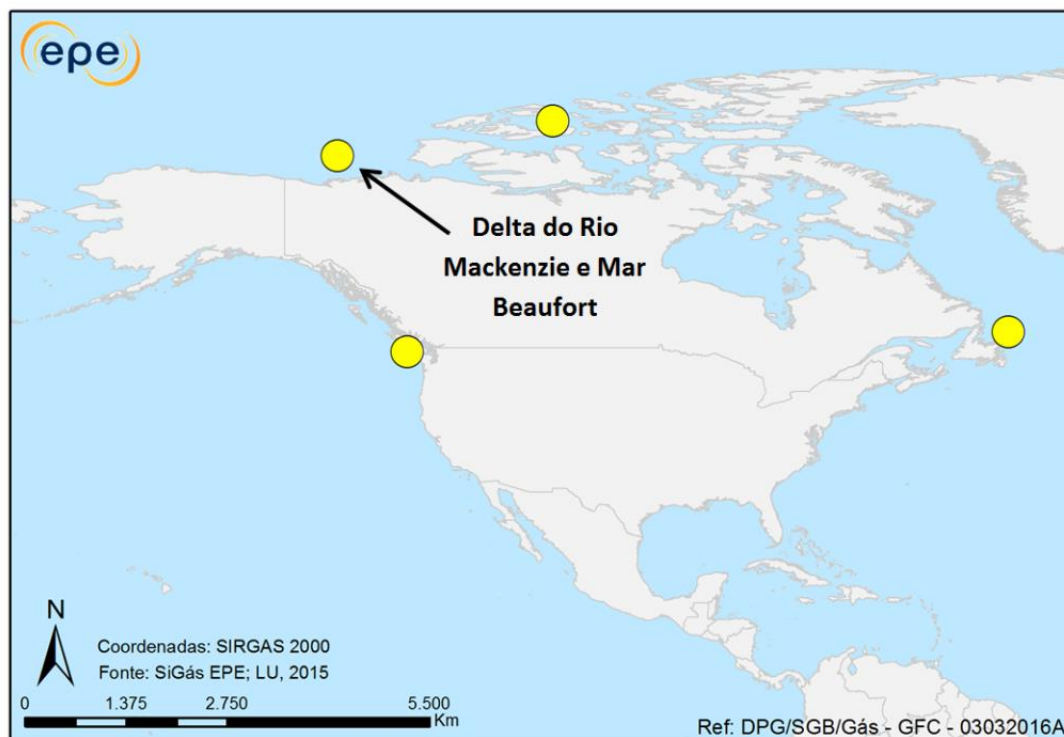 epe
Delta do Rio
Mackenzie e Mar
Beaufort
N
Coordenadas: SIRGAS 2000
Fonte: SiGás EPE; LU, 2015
0 1.375 2.750 5.500
Km
Ref: DPG/SGB/Gás - GFC - 03032016A